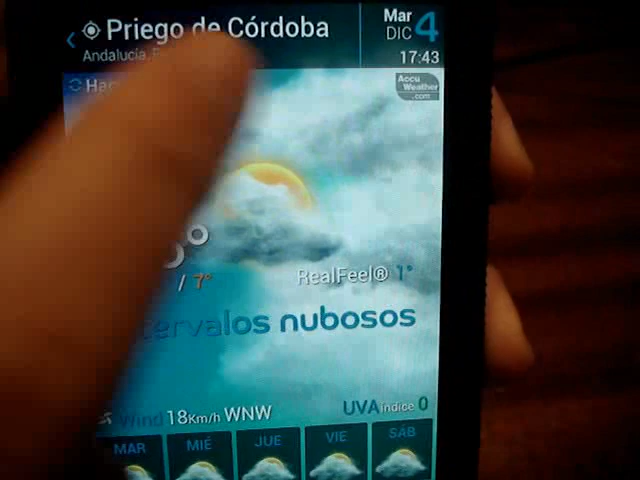 Priego de Córdoba
Andalucía,
Mar
DIC 4
17:43
Accu
Weather
.com
/ 7°
RealFeel® 1°
nubosos
Wind 18Km/h WNW
UVA índice 0
MAR MIÉ JUE VIE SÁB